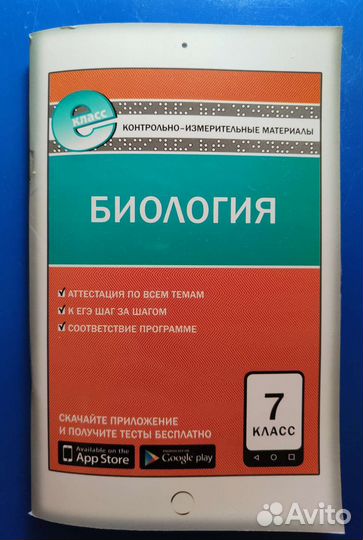 е класс
КОНТРОЛЬНО-ИЗМЕРИТЕЛЬНЫЕ МАТЕРИАЛЫ
БИОЛОГИЯ
АТТЕСТАЦИЯ ПО ВСЕМ ТЕМАМ
К ЕГЭ ШАГ ЗА ШАГОМ
СООТВЕТСТВИЕ ПРОГРАММЕ
7
КЛАСС
СКАЧАЙТЕ ПРИЛОЖЕНИЕ
И ПОЛУЧИТЕ ТЕСТЫ БЕСПЛАТНО
Available on the
App Store
Google play
Avito